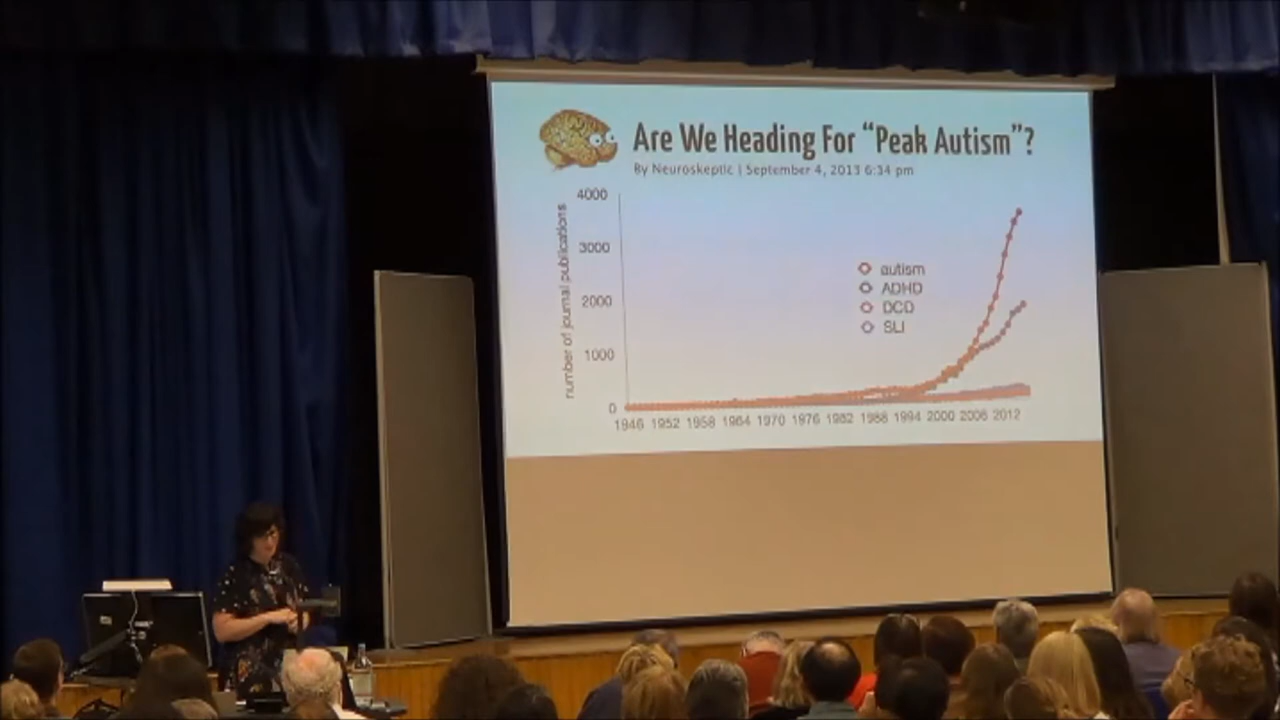 Are We Heading For “Peak Autism”?
By Neuroskeptic | September 4, 2013 6:34 pm
number of journal publications
4000
3000
2000
1000
0
autism
ADHD
DCD
SLI
1946 1952 1958 1964 1970 1976 1982 1988 1994 2000 2006 2012